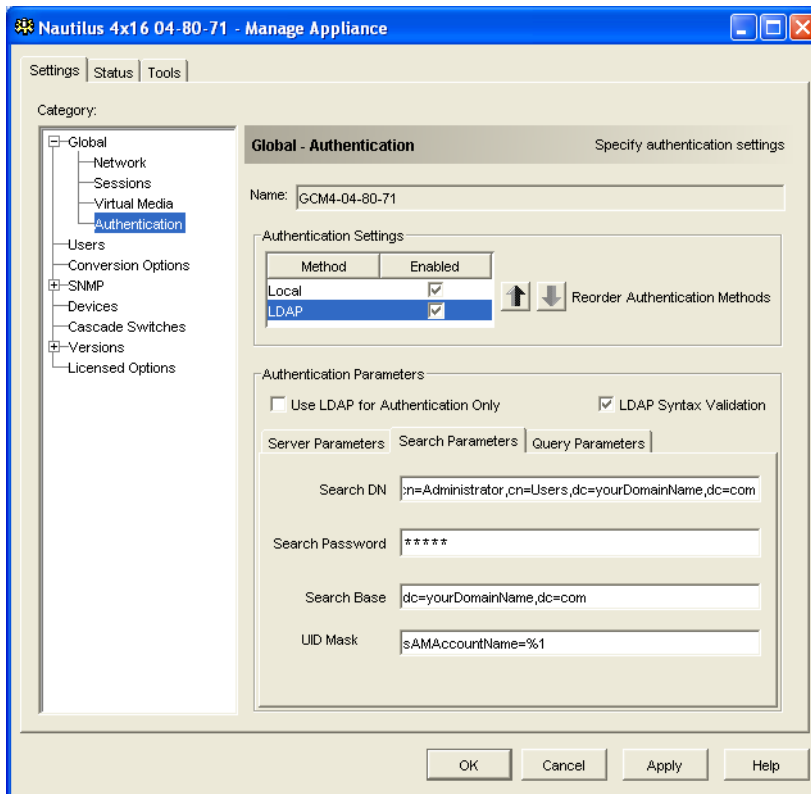 Nautilus 4x16 04-80-71 - Manage Appliance
Settings Status Tools
Category:
Global
Network
Sessions
Virtual Media
Authentication
Users
Conversion Options
SNMP
Devices
Cascade Switches
Versions
Licensed Options
Global - Authentication Specify authentication settings
Name: GCM4-04-80-71
Authentication Settings
Method Enabled
Local
LDAP
Reorder Authentication Methods
Authentication Parameters
Use LDAP for Authentication Only LDAP Syntax Validation
Server Parameters Search Parameters Query Parameters
Search DN :n=Administrator,cn=Users,dc=yourDomainName,dc=com
Search Password *****
Search Base dc=yourDomainName,dc=com
UID Mask sAMAccountName=%1
OK Cancel Apply Help